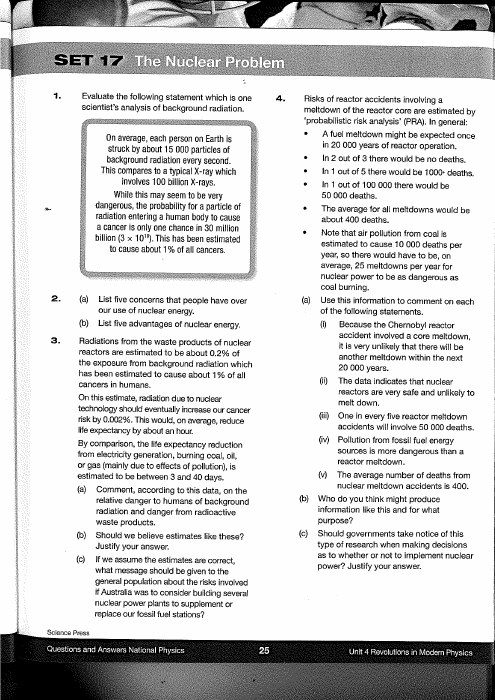 SET 17 The Nuclear Problem
1. Evaluate the following statement which is one
scientist's analysis of background radiation.
On average, each person on Earth is
struck by about 15 000 particles of
background radiation every second.
This compares to a typical X-ray which
involves 100 billion X-rays.
While this may seem to be very
dangerous, the probability for a particle of
radiation entering a human body to cause
a cancer is only one chance in 30 million
billion (3 × 10¹⁶). This has been estimated
to cause about 1% of all cancers.
2. (a) List five concerns that people have over
our use of nuclear energy.
(b) List five advantages of nuclear energy.
3. Radiations from the waste products of nuclear
reactors are estimated to be about 0.2% of
the exposure from background radiation which
has been estimated to cause about 1% of all
cancers in humans.
On this estimate, radiation due to nuclear
technology should eventually increase our cancer
risk by 0.002%. This would, on average, reduce
life expectancy by about an hour.
By comparison, the life expectancy reduction
from electricity generation, burning coal, oil,
or gas (mainly due to effects of pollution), is
estimated to be between 3 and 40 days.
(a) Comment, according to this data, on the
relative danger to humans of background
radiation and danger from radioactive
waste products.
(b) Should we believe estimates like these?
Justify your answer.
(c) If we assume the estimates are correct,
what message should be given to the
general population about the risks involved
if Australia was to consider building several
nuclear power plants to supplement or
replace our fossil fuel stations?
4. Risks of reactor accidents involving a
meltdown of the reactor core are estimated by
'probabilistic risk analysis' (PRA). In general:
• A fuel meltdown might be expected once
in 20 000 years of reactor operation.
• In 2 out of 3 there would be no deaths.
• In 1 out of 5 there would be 1000 deaths.
• In 1 out of 100 000 there would be
50 000 deaths.
• The average for all meltdowns would be
about 400 deaths.
• Note that air pollution from coal is
estimated to cause 10 000 deaths per
year, so there would have to be, on
average, 25 meltdowns per year for
nuclear power to be as dangerous as
coal burning.
(a) Use this information to comment on each
of the following statements.
(i) Because the Chernobyl reactor
accident involved a core meltdown,
it is very unlikely that there will be
another meltdown within the next
20 000 years.
(ii) The data indicates that nuclear
reactors are very safe and unlikely to
melt down.
(iii) One in every five reactor meltdown
accidents will involve 50 000 deaths.
(iv) Pollution from fossil fuel energy
sources is more dangerous than a
reactor meltdown.
(v) The average number of deaths from
nuclear meltdown accidents is 400.
(b) Who do you think might produce
information like this and for what
purpose?
(c) Should governments take notice of this
type of research when making decisions
as to whether or not to implement nuclear
power? Justify your answer.
Science Press
Questions and Answers National Physics 25 Unit 4 Revolutions in Modern Physics